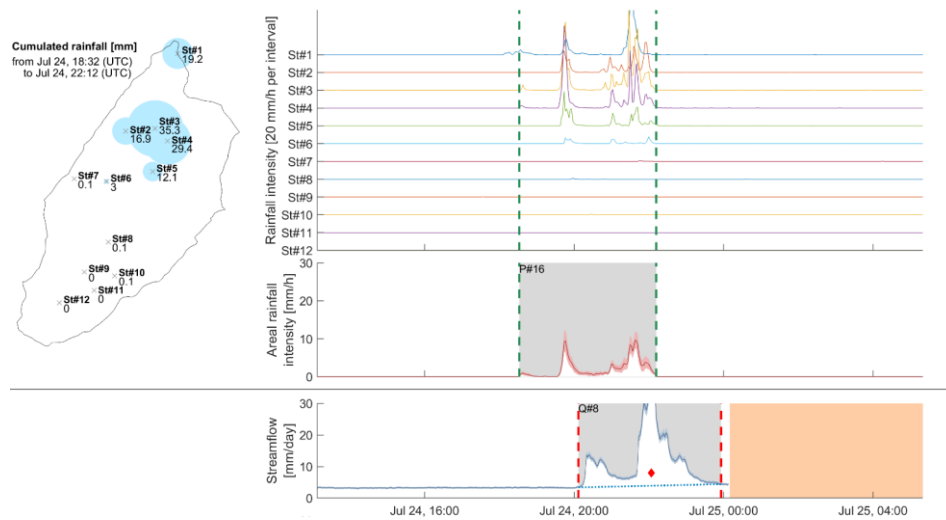 Cumulated rainfall [mm]
from Jul 24, 18:32 (UTC)
to Jul 24, 22:12 (UTC)
St#1
19.2
St#2
16.9
St#3
35.3
St#4
29.4
St#5
12.1
St#7
0.1
St#6
3
St#8
0.1
St#9
0
St#10
0.1
St#11
0
St#12
0
Rainfall intensity [20 mm/h per interval]
St#1
St#2
St#3
St#4
St#5
St#6
St#7
St#8
St#9
St#10
St#11
St#12
Areal rainfall
intensity [mm/h]
30
20
10
0
P#16
Streamflow
[mm/day]
30
20
10
0
Q#8
Jul 24, 16:00
Jul 24, 20:00
Jul 25, 00:00
Jul 25, 04:00